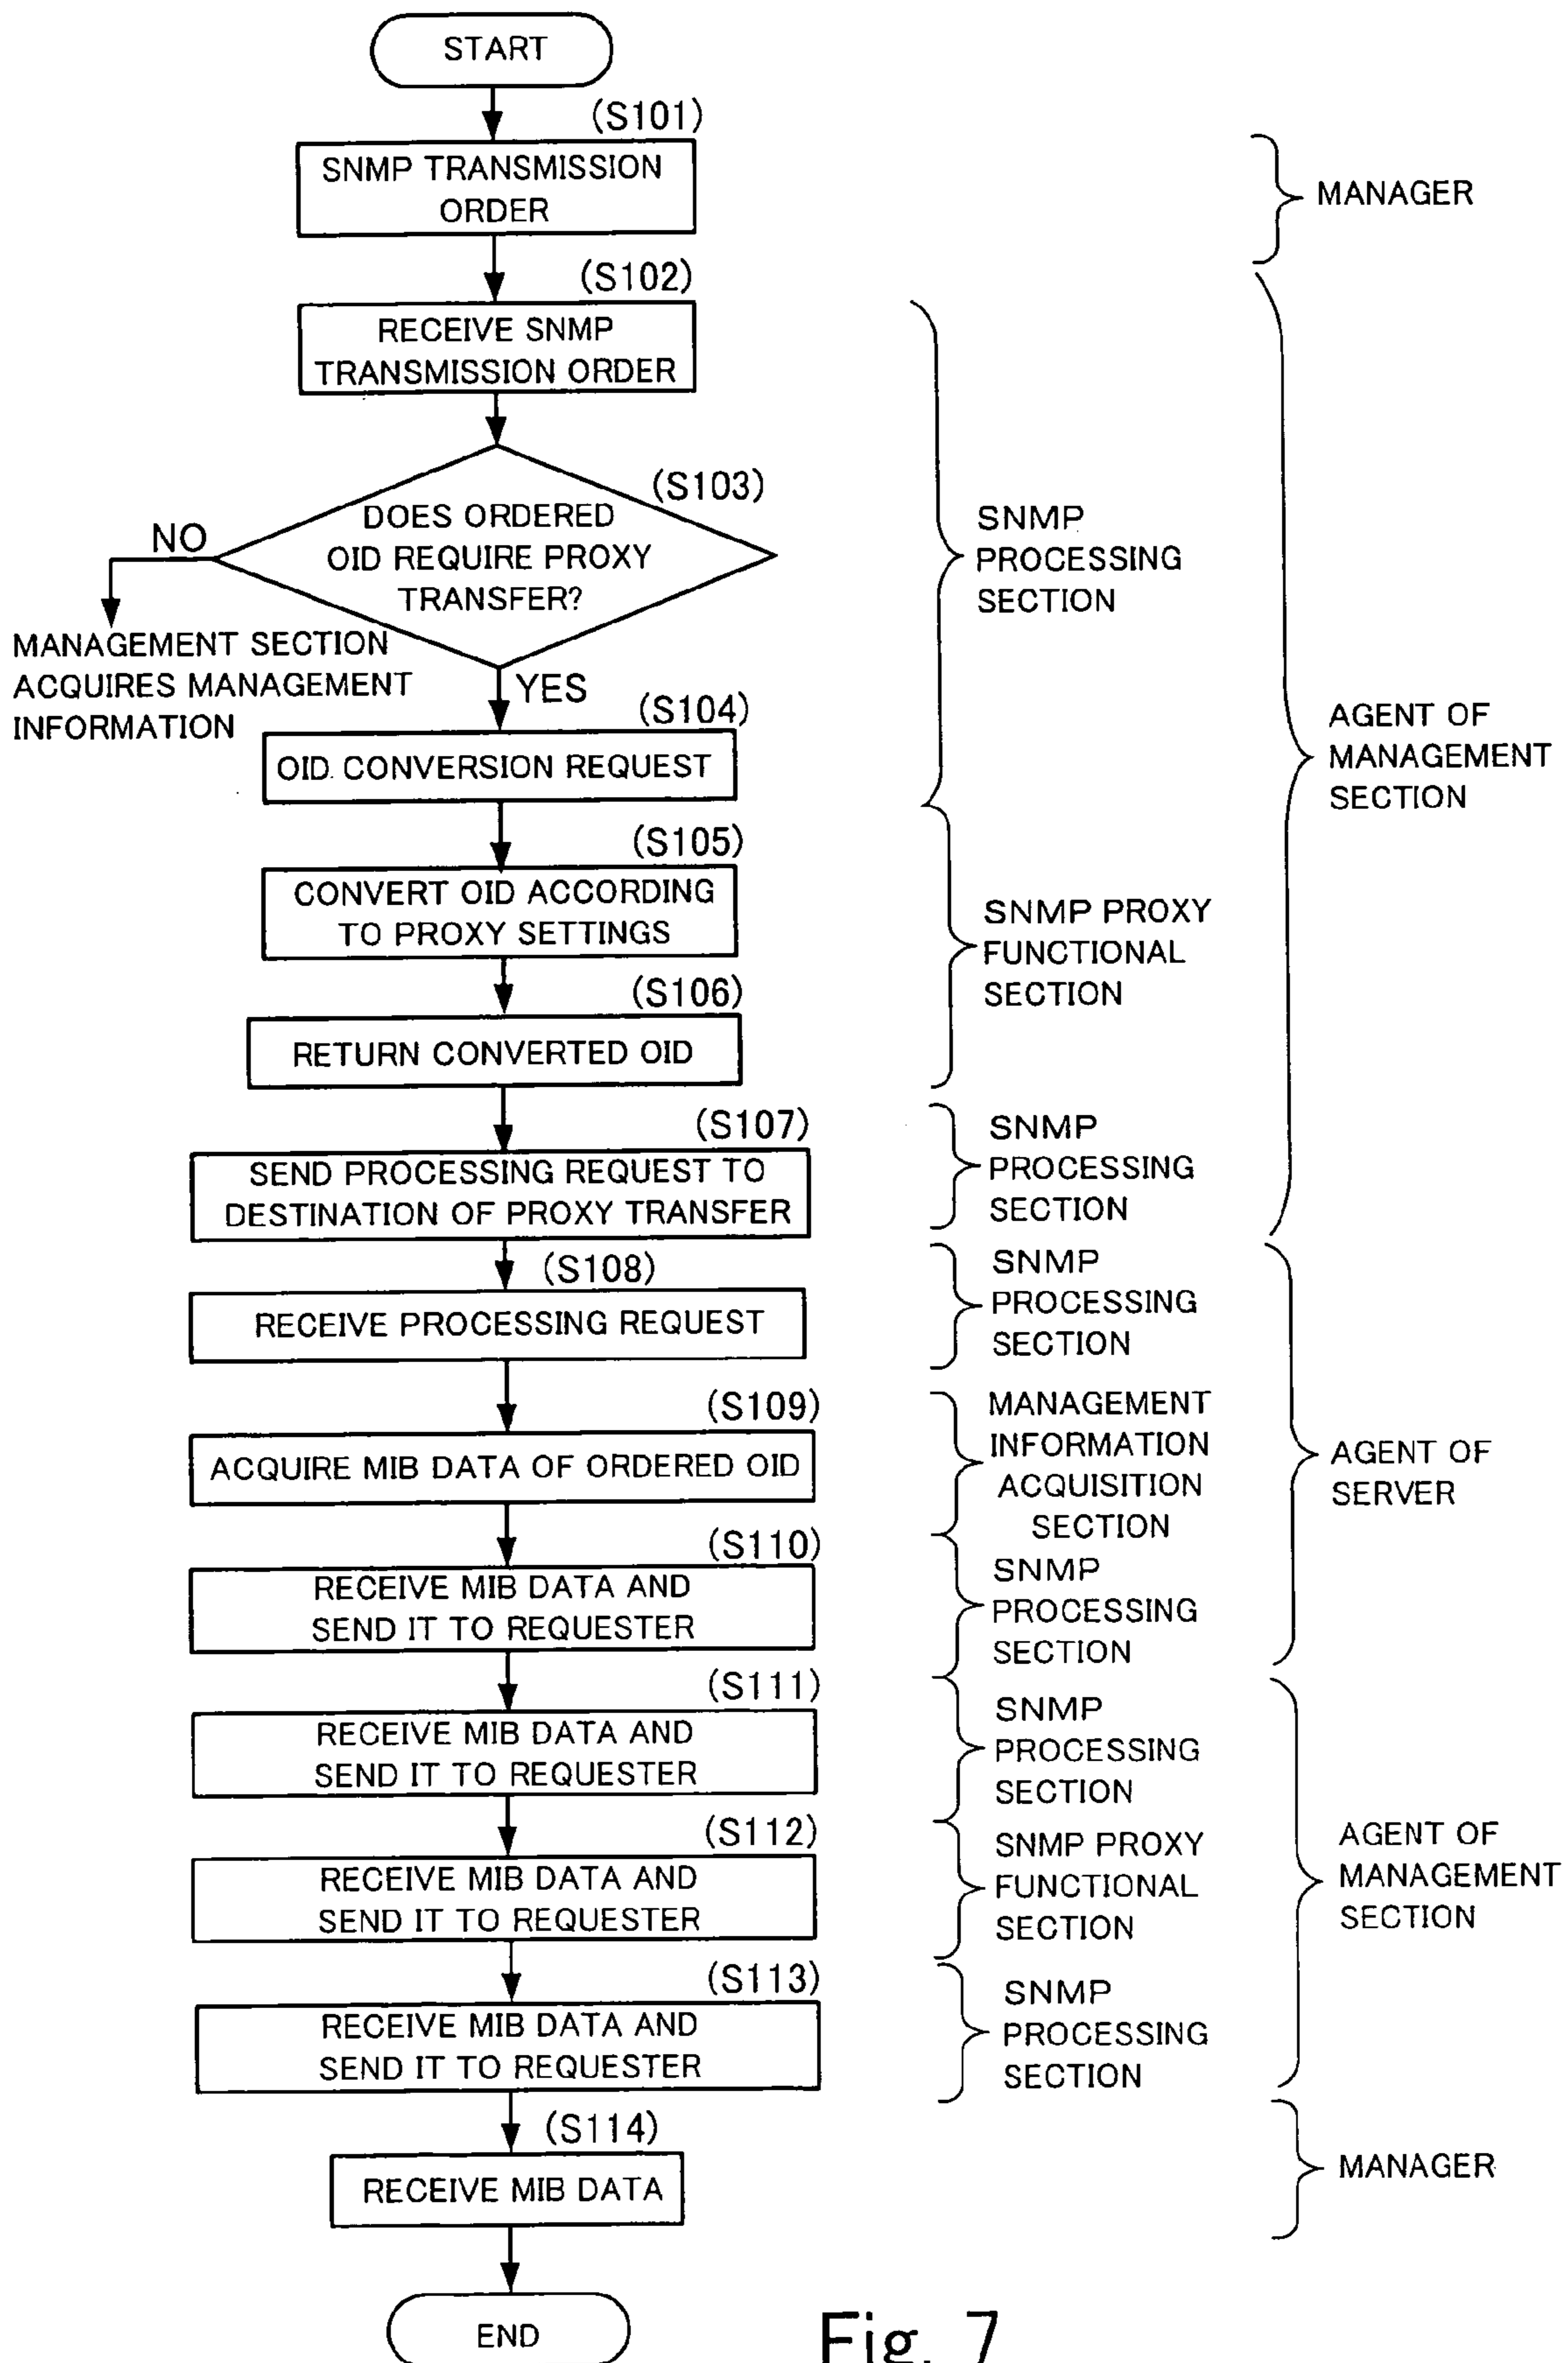 START
(S101)
SNMP TRANSMISSION
ORDER
MANAGER
(S102)
RECEIVE SNMP
TRANSMISSION ORDER
(S103)
DOES ORDERED
OID REQUIRE PROXY
TRANSFER?
NO
MANAGEMENT SECTION
ACQUIRES MANAGEMENT
INFORMATION
YES
SNMP
PROCESSING
SECTION
(S104)
OID CONVERSION REQUEST
AGENT OF
MANAGEMENT
SECTION
(S105)
CONVERT OID ACCORDING
TO PROXY SETTINGS
SNMP PROXY
FUNCTIONAL
SECTION
(S106)
RETURN CONVERTED OID
(S107)
SEND PROCESSING REQUEST TO
DESTINATION OF PROXY TRANSFER
SNMP
PROCESSING
SECTION
(S108)
RECEIVE PROCESSING REQUEST
SNMP
PROCESSING
SECTION
(S109)
ACQUIRE MIB DATA OF ORDERED OID
MANAGEMENT
INFORMATION
ACQUISITION
SECTION
AGENT OF
SERVER
(S110)
RECEIVE MIB DATA AND
SEND IT TO REQUESTER
SNMP
PROCESSING
SECTION
(S111)
RECEIVE MIB DATA AND
SEND IT TO REQUESTER
SNMP
PROCESSING
SECTION
(S112)
RECEIVE MIB DATA AND
SEND IT TO REQUESTER
SNMP PROXY
FUNCTIONAL
SECTION
AGENT OF
MANAGEMENT
SECTION
(S113)
RECEIVE MIB DATA AND
SEND IT TO REQUESTER
SNMP
PROCESSING
SECTION
(S114)
RECEIVE MIB DATA
MANAGER
END
Fig. 7